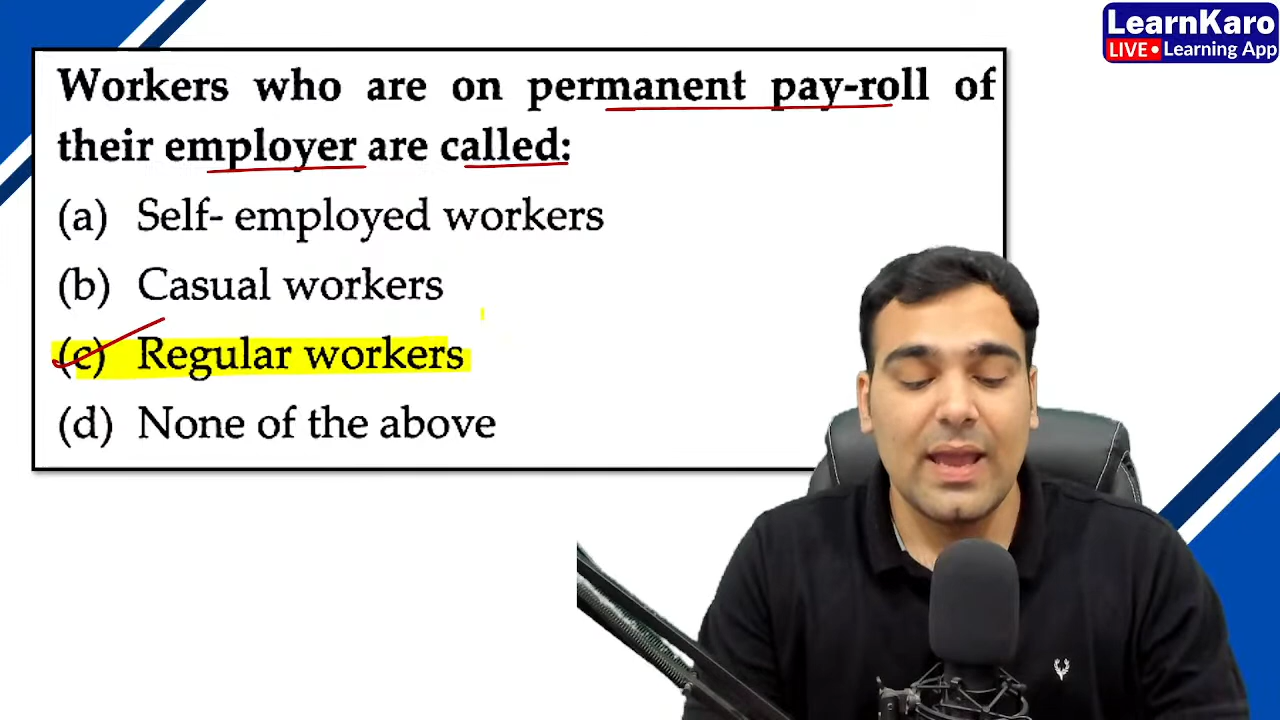 LearnKaro
LIVE • Learning App
Workers who are on permanent pay-roll of
their employer are called:
(a) Self- employed workers
(b) Casual workers
(c) Regular workers
(d) None of the above